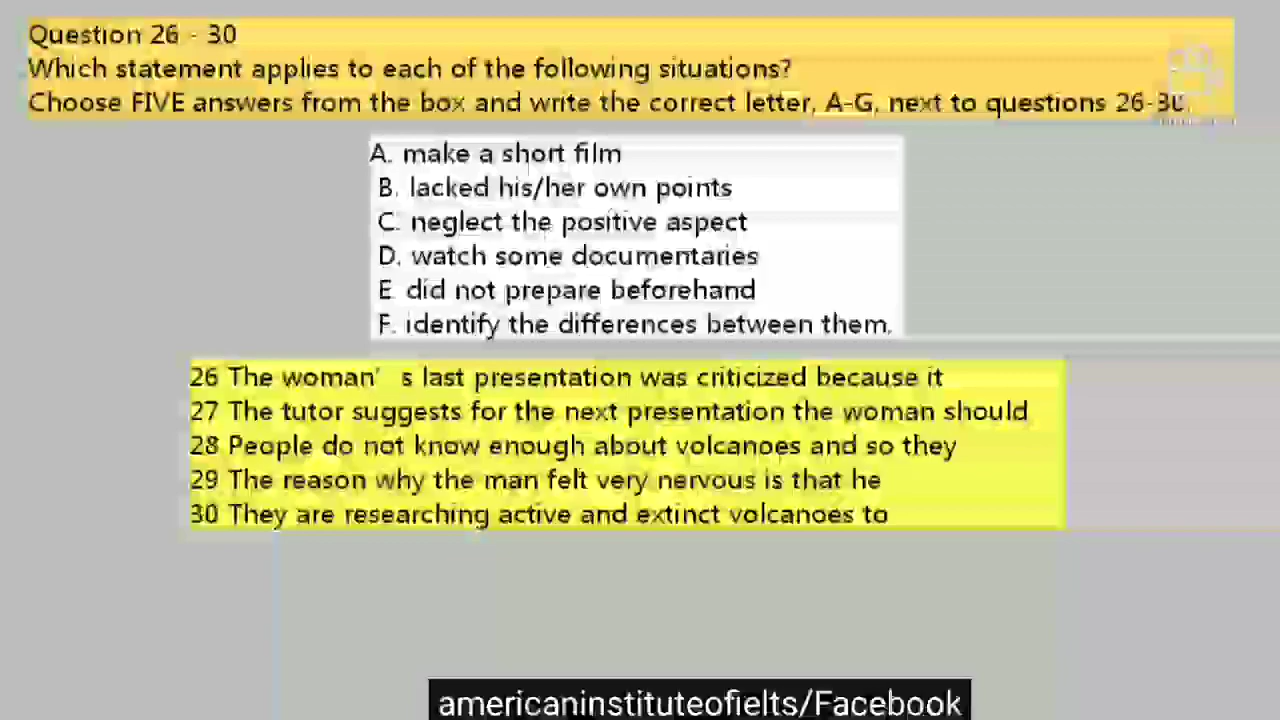 Question 26 - 30
Which statement applies to each of the following situations?
Choose FIVE answers from the box and write the correct letter, A-G, next to questions 26-30.
A. make a short film
B. lacked his/her own points
C. neglect the positive aspect
D. watch some documentaries
E. did not prepare beforehand
F. identify the differences between them.
26 The woman' s last presentation was criticized because it
27 The tutor suggests for the next presentation the woman should
28 People do not know enough about volcanoes and so they
29 The reason why the man felt very nervous is that he
30 They are researching active and extinct volcanoes to
americaninstituteofielts/Facebook